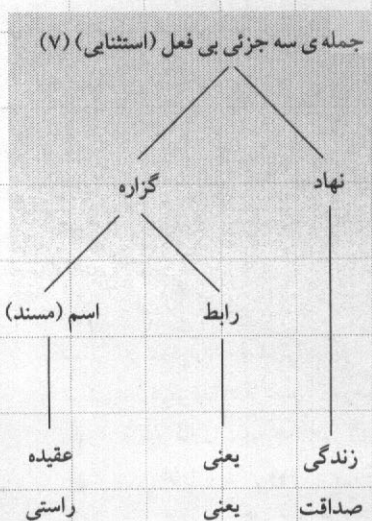 جمله ی سه جزئی بی فعل (استثنایی) (۷)
نهاد گزاره
رابط اسم (مسند)
زندگی یعنی عقیده
صداقت یعنی راستی